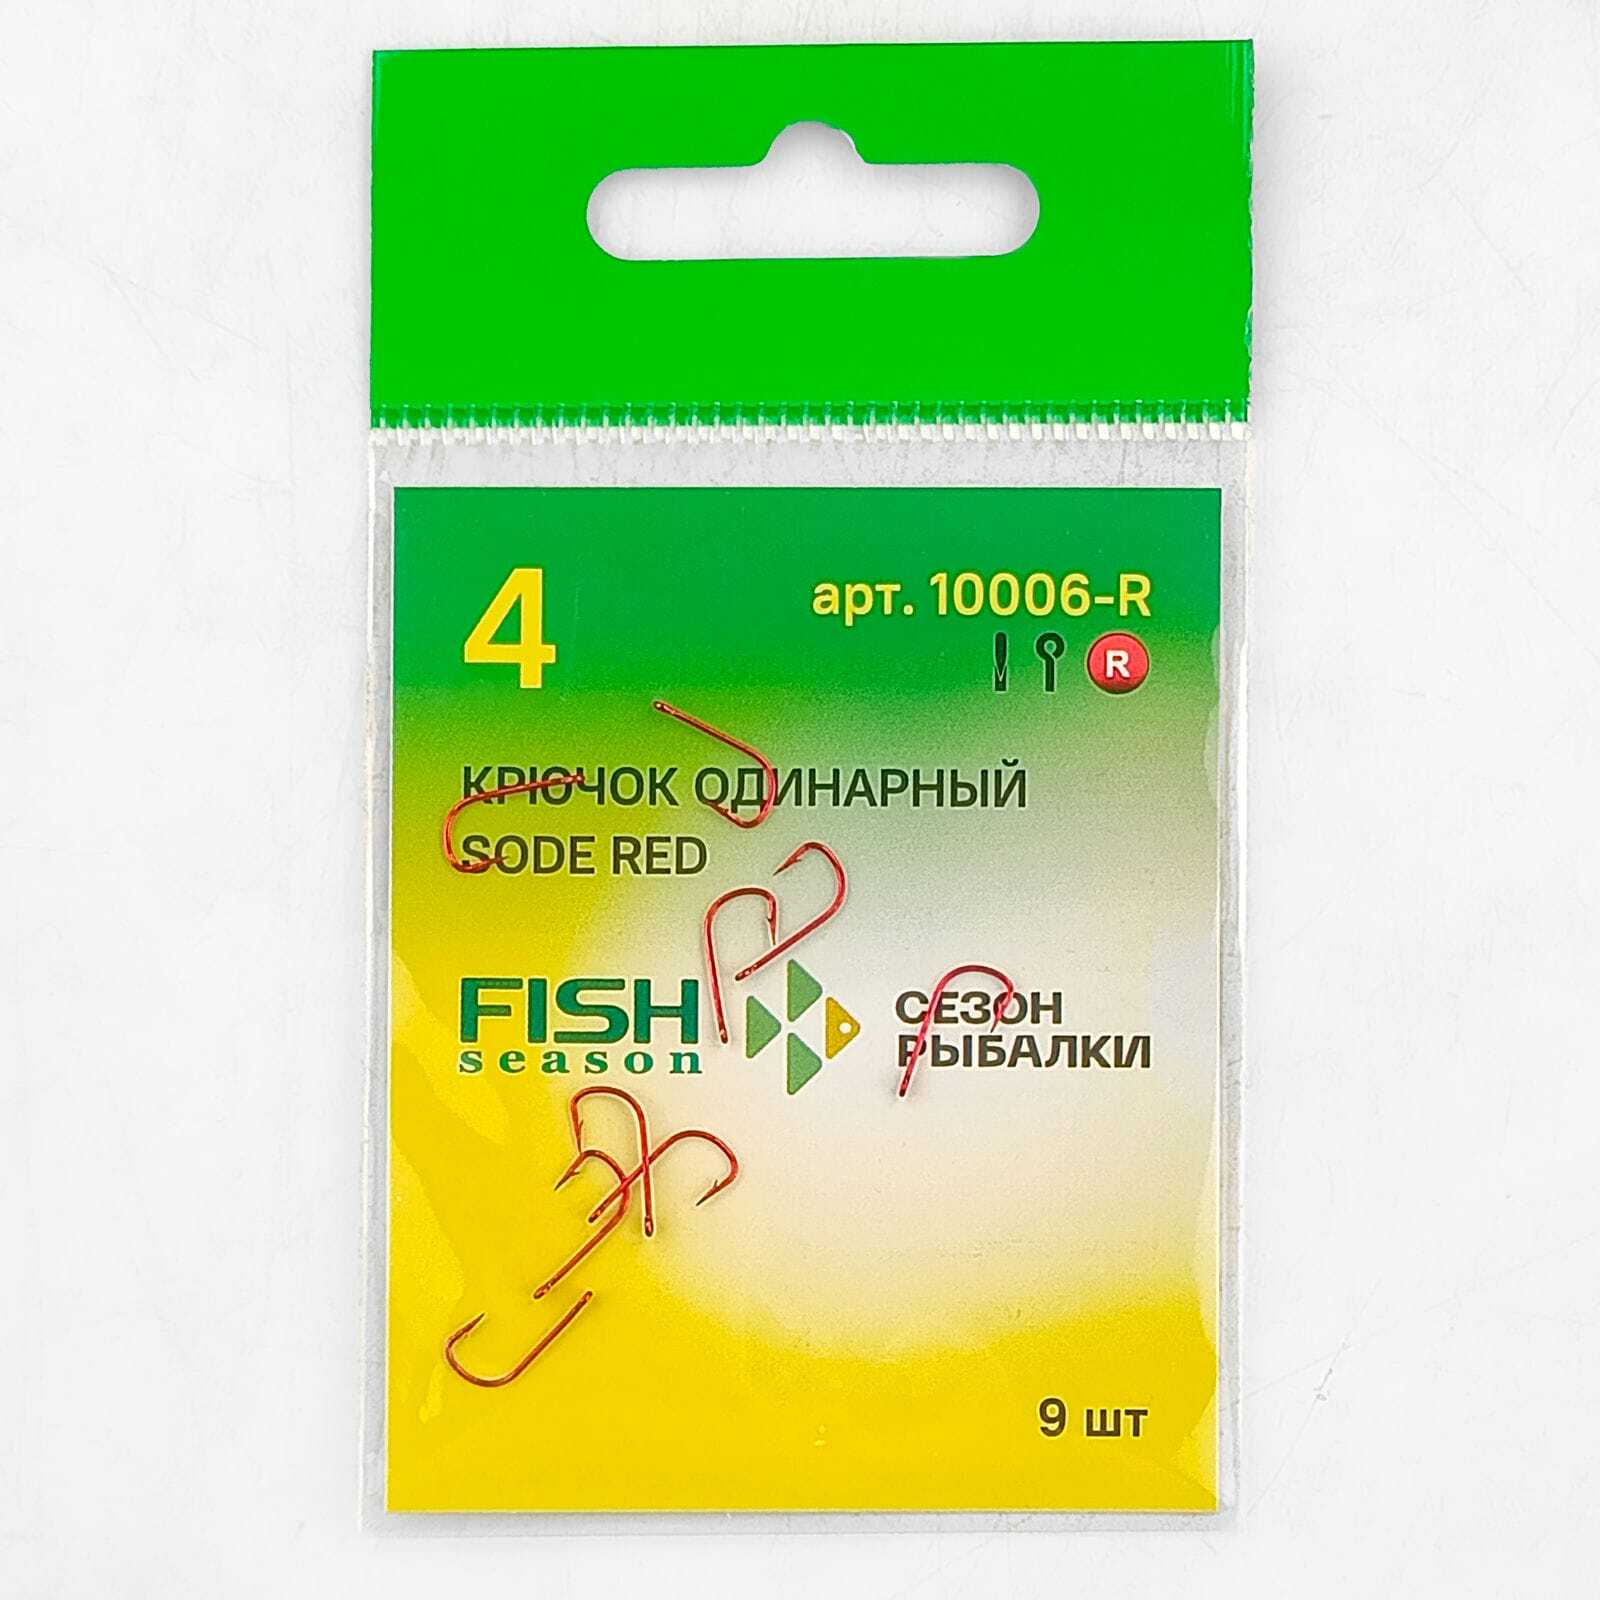 4
арт. 10006-R
R
КРЮЧОК ОДИНАРНЫЙ
SODE RED
FISH
season
СЕЗОН
РЫБАЛКИ
9 шт